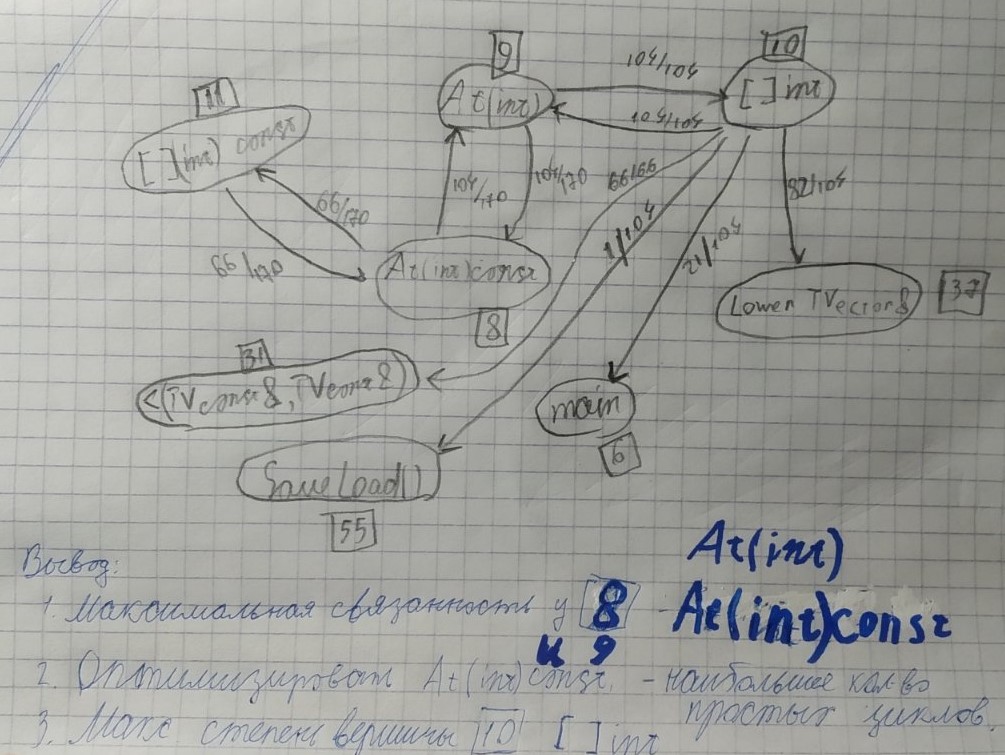 9
10
At(int)
104/104
[ ] int
104/104
11
[ ](int) const
104/170
104/170
66/66
1/104
21/104
82/104
66/170
66/170
At(int)const
8
Lower TVector&
37
31
<(TVconst&, TVconst&)
main
6
SaveLoad()
55
Вывод:
At(int)
1. Максимальная связанность у 8 - At(int)const
и 9
2. Оптимизировать At(int)const - наибольшее кол-во
простых циклов.
3. Макс степень вершины 10 [ ] int